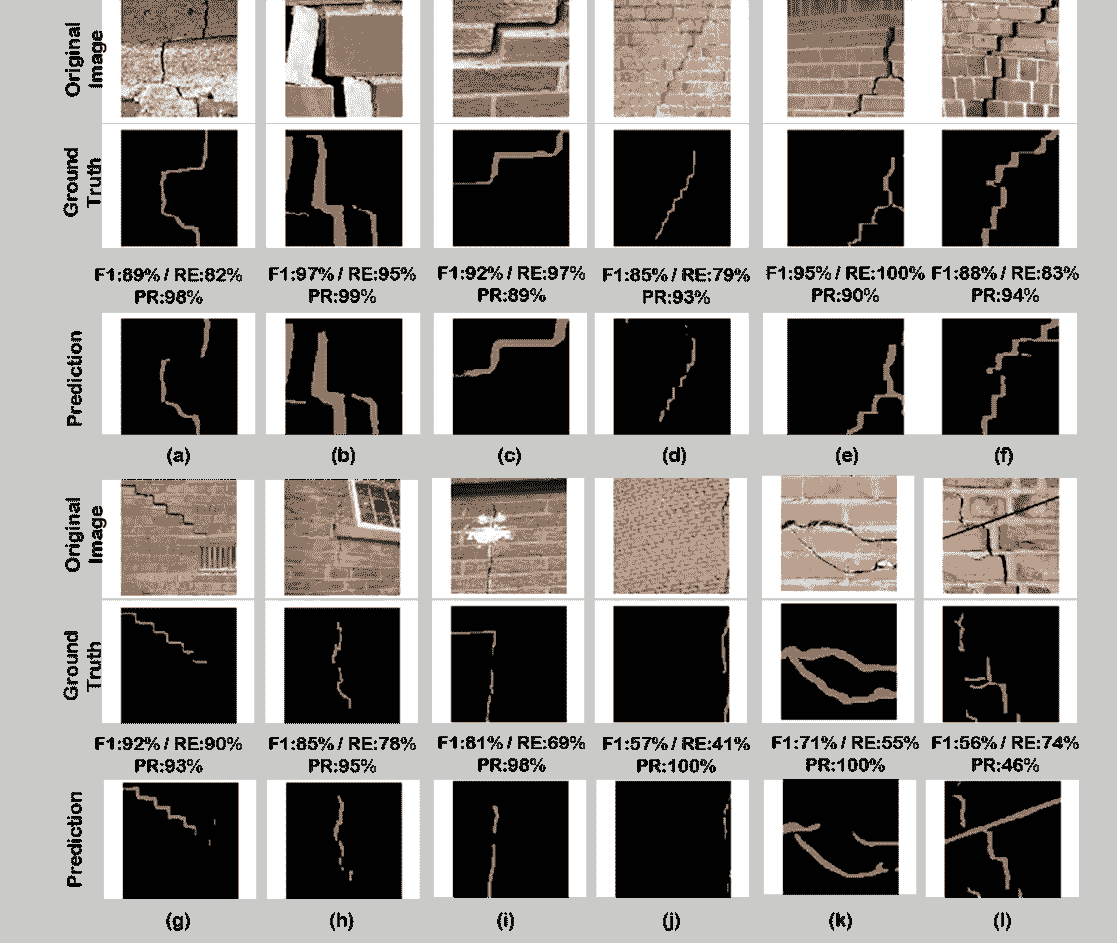 Original
Image
Ground
Truth
F1:89% / RE:82% F1:97% / RE:95% F1:92% / RE:97% F1:85% / RE:79% F1:95% / RE:100% F1:88% / RE:83%
PR:98% PR:99% PR:89% PR:93% PR:90% PR:94%
Prediction
(a) (b) (c) (d) (e) (f)
Original
Image
Ground
Truth
F1:92% / RE:90% F1:85% / RE:78% F1:81% / RE:69% F1:57% / RE:41% F1:71% / RE:55% F1:56% / RE:74%
PR:93% PR:95% PR:98% PR:100% PR:100% PR:46%
Prediction
(g) (h) (i) (j) (k) (l)